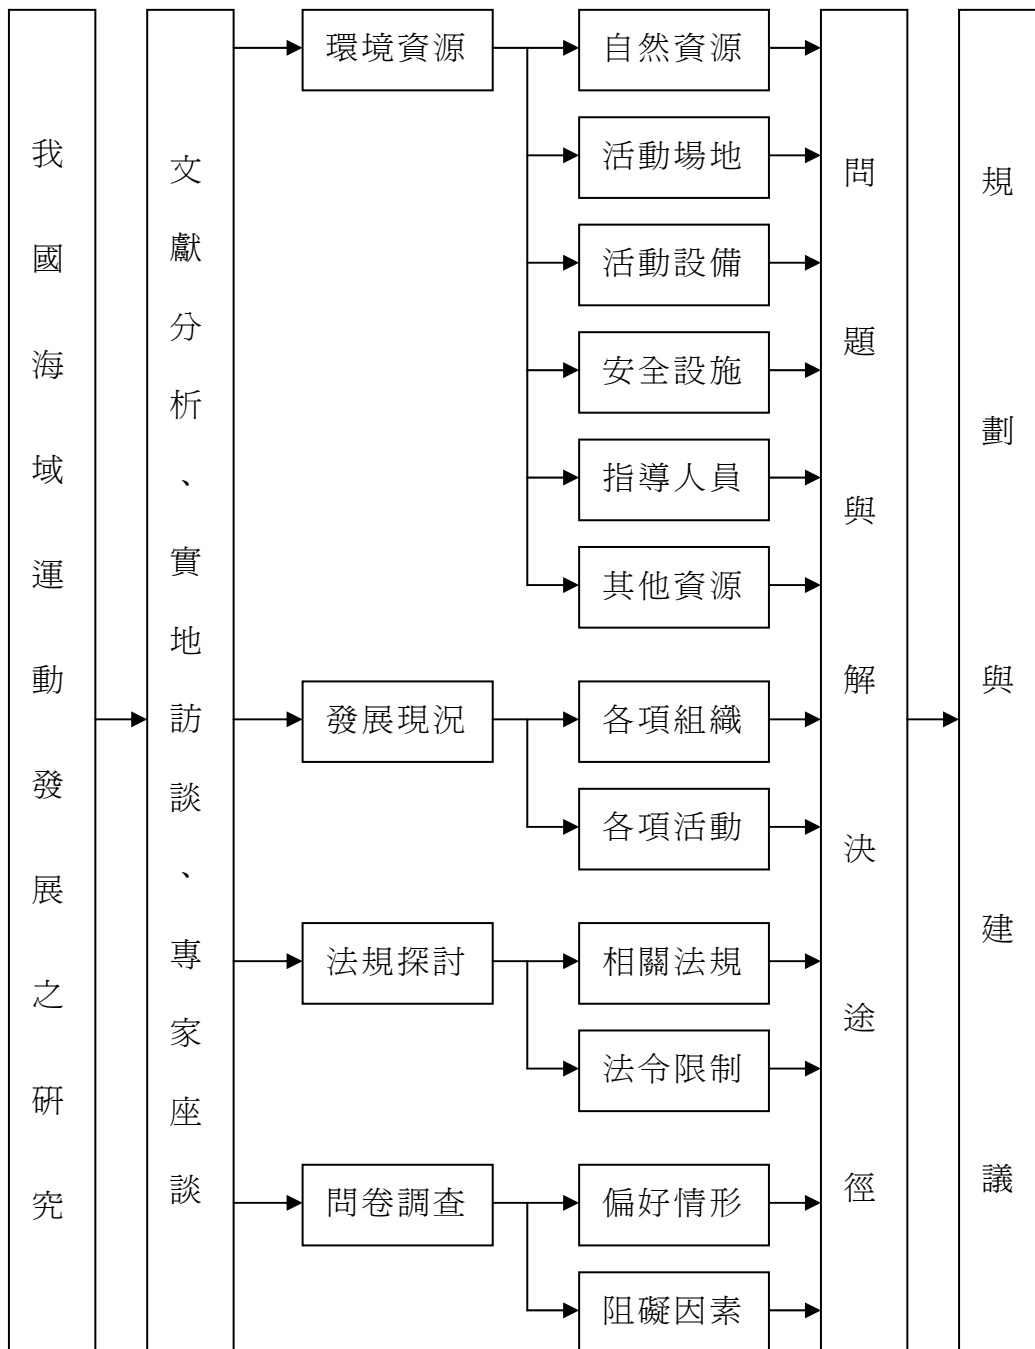 我國海域運動發展之研究
文獻分析、實地訪談、專家座談
環境資源
自然資源
活動場地
活動設備
安全設施
指導人員
其他資源
發展現況
各項組織
各項活動
法規探討
相關法規
法令限制
問卷調查
偏好情形
阻礙因素
問題與解決途徑
規劃與建議